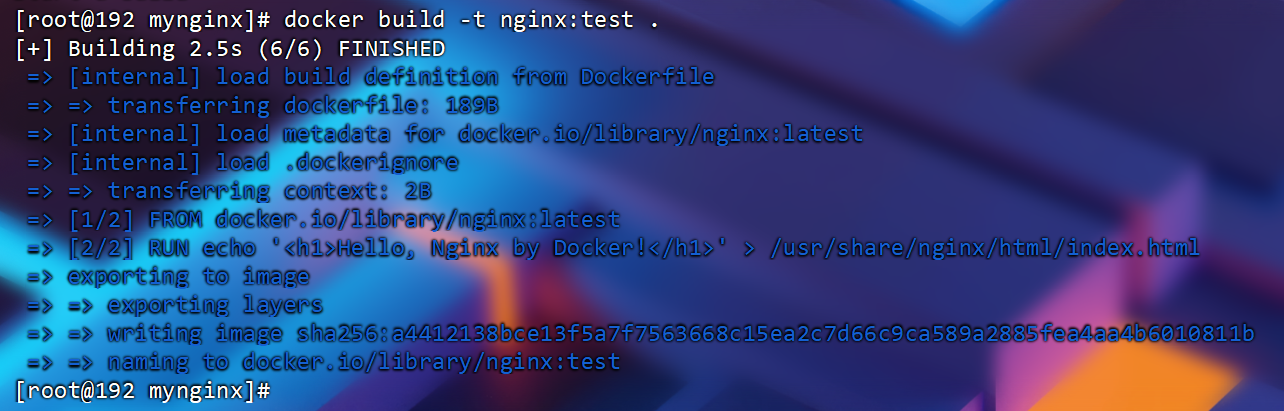 [root@192 mynginx]# docker build -t nginx:test .
[+] Building 2.5s (6/6) FINISHED
=> [internal] load build definition from Dockerfile
=> => transferring dockerfile: 189B
=> [internal] load metadata for docker.io/library/nginx:latest
=> [internal] load .dockerignore
=> => transferring context: 2B
=> [1/2] FROM docker.io/library/nginx:latest
=> [2/2] RUN echo '<h1>Hello, Nginx by Docker!</h1>' > /usr/share/nginx/html/index.html
=> exporting to image
=> => exporting layers
=> => writing image sha256:a4412138bce13f5a7f7563668c15ea2c7d66c9ca589a2885fea4aa4b6010811b
=> => naming to docker.io/library/nginx:test
[root@192 mynginx]#